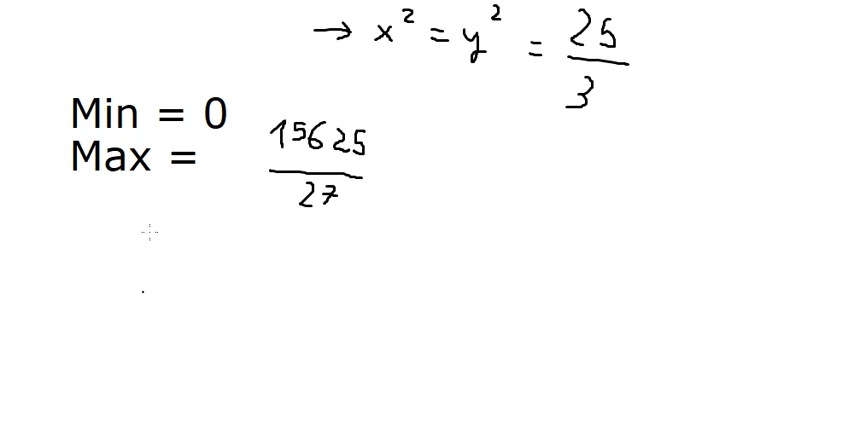 → x² = y² = 25/3
Min = 0
Max = 15625/27